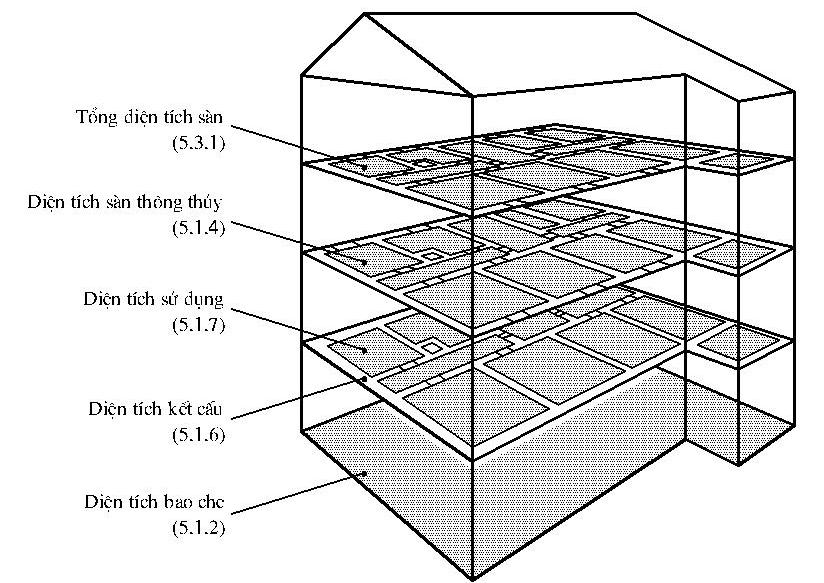 Tổng diện tích sàn
(5.3.1)
Diện tích sàn thông thủy
(5.1.4)
Diện tích sử dụng
(5.1.7)
Diện tích kết cấu
(5.1.6)
Diện tích bao che
(5.1.2)